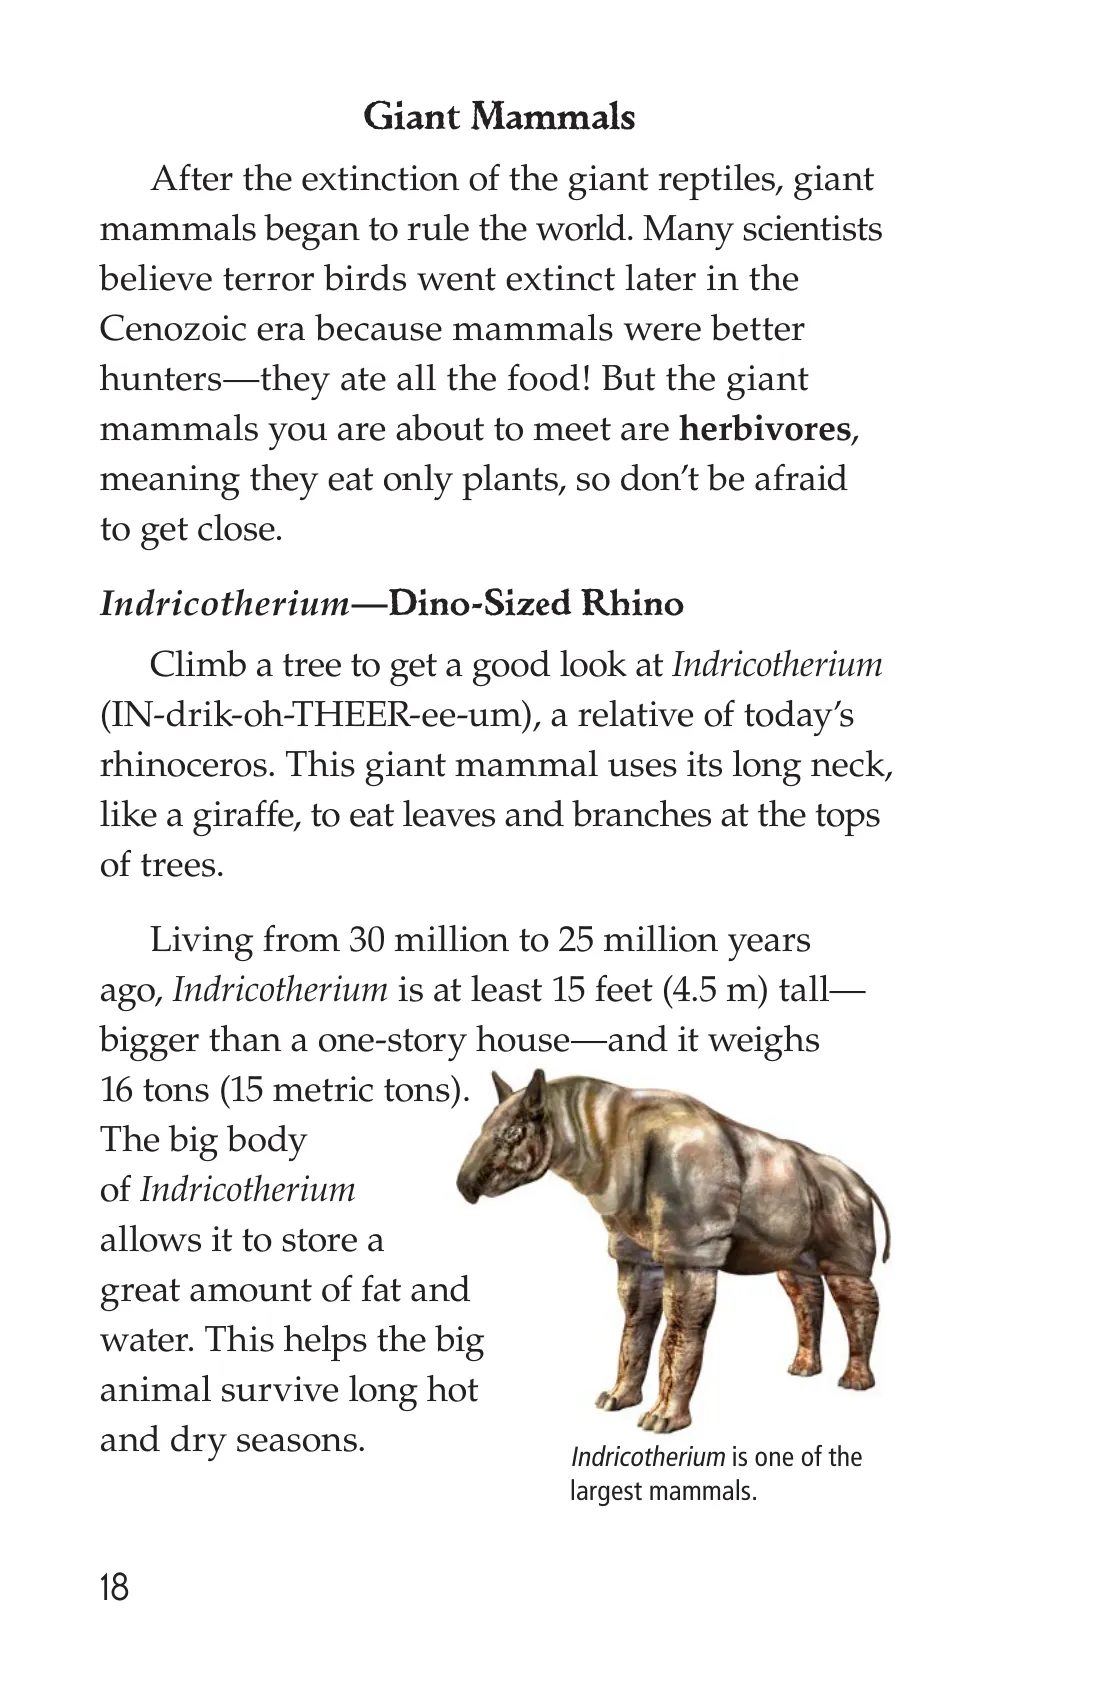 Giant Mammals
After the extinction of the giant reptiles, giant
mammals began to rule the world. Many scientists
believe terror birds went extinct later in the
Cenozoic era because mammals were better
hunters—they ate all the food! But the giant
mammals you are about to meet are herbivores,
meaning they eat only plants, so don’t be afraid
to get close.
Indricotherium—Dino-Sized Rhino
Climb a tree to get a good look at Indricotherium
(IN-drik-oh-THEER-ee-um), a relative of today’s
rhinoceros. This giant mammal uses its long neck,
like a giraffe, to eat leaves and branches at the tops
of trees.
Living from 30 million to 25 million years
ago, Indricotherium is at least 15 feet (4.5 m) tall—
bigger than a one-story house—and it weighs
16 tons (15 metric tons).
The big body
of Indricotherium
allows it to store a
great amount of fat and
water. This helps the big
animal survive long hot
and dry seasons.
Indricotherium is one of the
largest mammals.
18